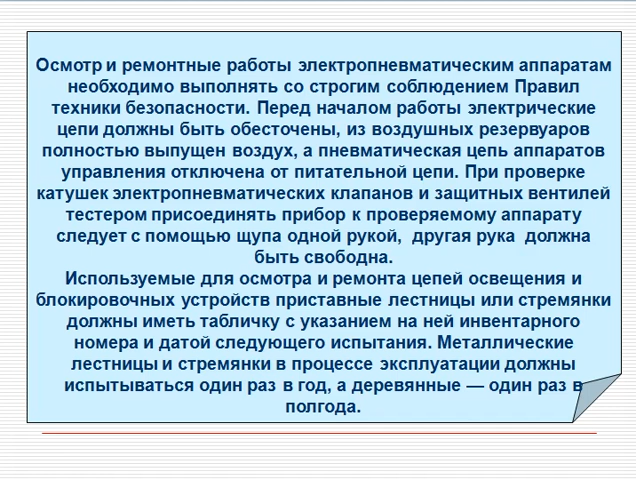 Осмотр и ремонтные работы электропневматическим аппаратам
необходимо выполнять со строгим соблюдением Правил
техники безопасности. Перед началом работы электрические
цепи должны быть обесточены, из воздушных резервуаров
полностью выпущен воздух, а пневматическая цепь аппаратов
управления отключена от питательной цепи. При проверке
катушек электропневматических клапанов и защитных вентилей
тестером присоединять прибор к проверяемому аппарату
следует с помощью щупа одной рукой, другая рука должна
быть свободна.
Используемые для осмотра и ремонта цепей освещения и
блокировочных устройств приставные лестницы или стремянки
должны иметь табличку с указанием на ней инвентарного
номера и датой следующего испытания. Металлические
лестницы и стремянки в процессе эксплуатации должны
испытываться один раз в год, а деревянные — один раз в
полгода.